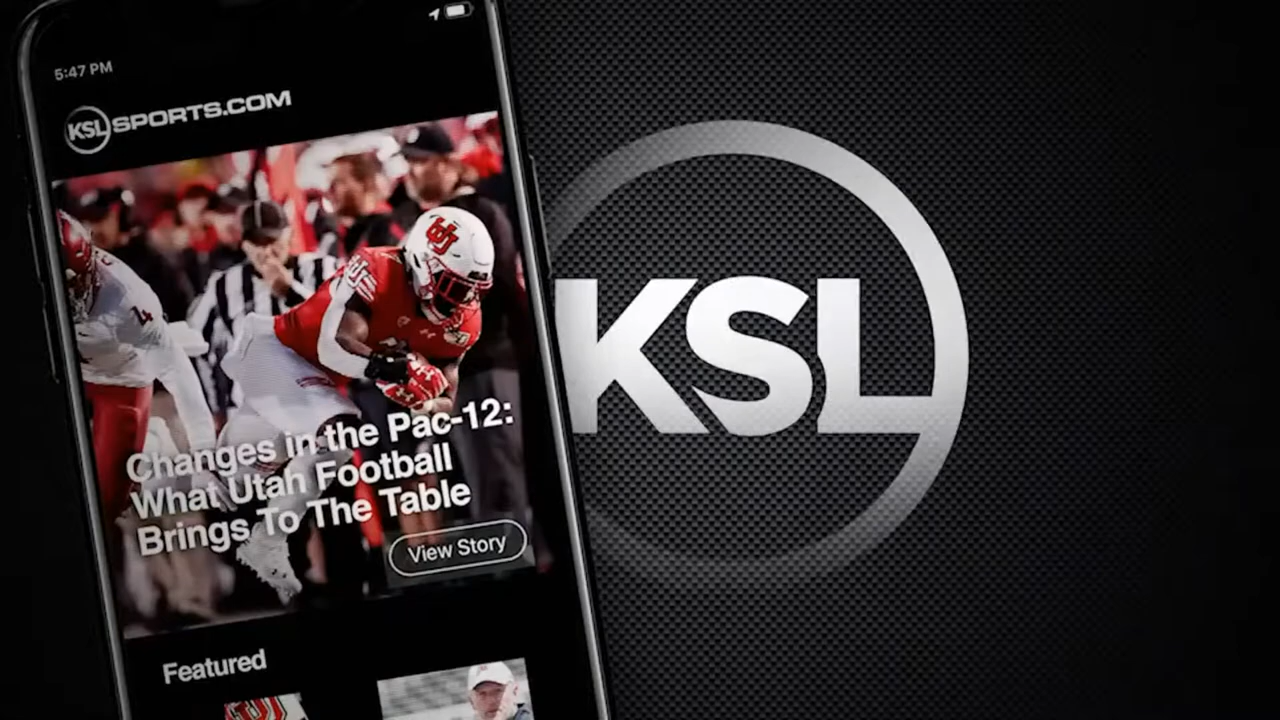 5:47 PM
KSL SPORTS.COM
Changes in the Pac-12:
What Utah Football
Brings To The Table
View Story
Featured
KSL
4